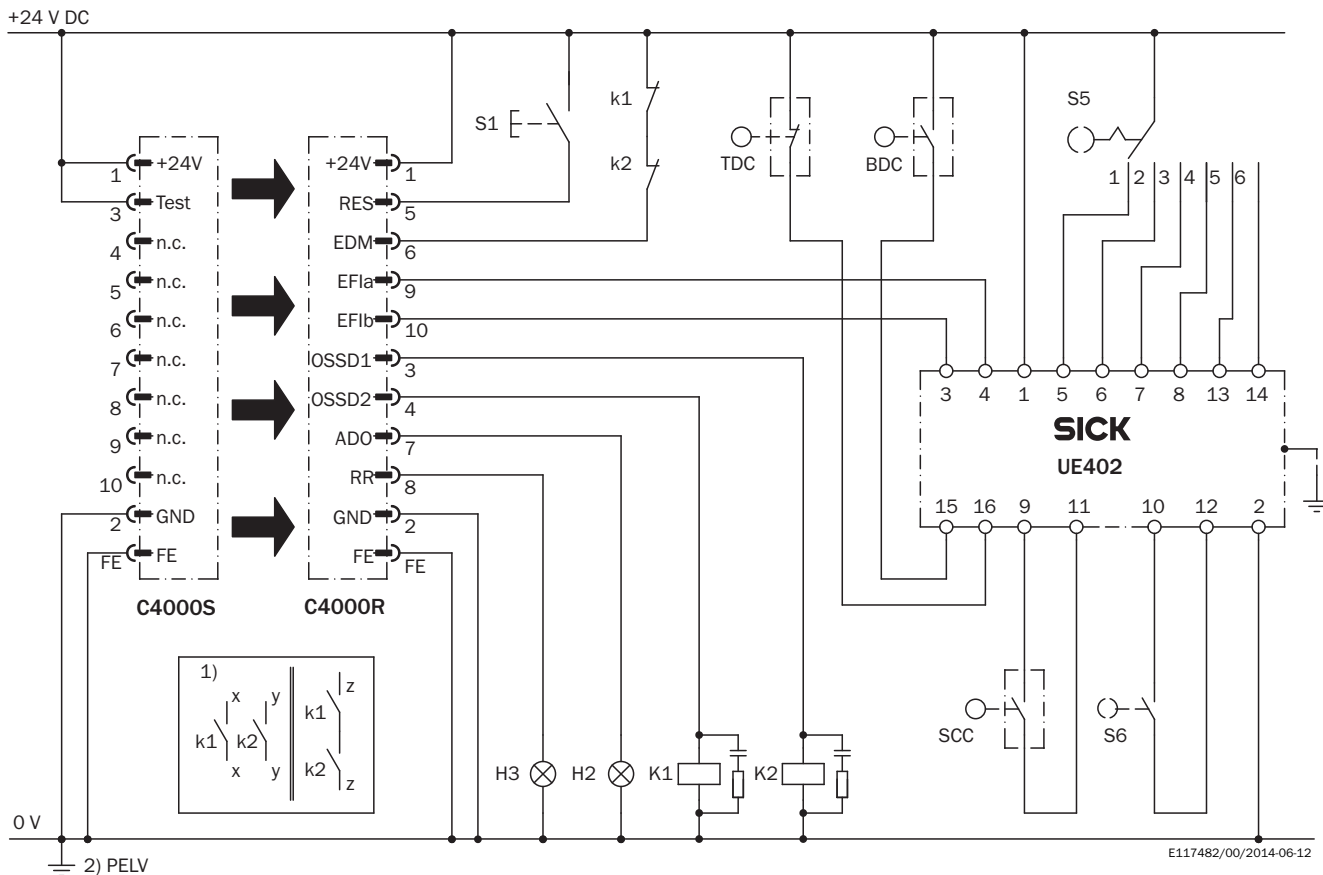 +24 V DC
S1
k1
k2
TDC
BDC
S5
1 2 3 4 5 6
+24V
1
Test
3
n.c.
4
n.c.
5
n.c.
6
n.c.
7
n.c.
8
n.c.
9
n.c.
10
GND
2
FE
FE
C4000S
+24V
1
RES
5
EDM
6
EFIa
9
EFIb
10
OSSD1
3
OSSD2
4
ADO
7
RR
8
GND
2
FE
FE
C4000R
3 4 1 5 6 7 8 13 14
SICK
UE402
15 16 9 11 10 12 2
1)
x y
k1 k2
x y
z
k1
k2
z
SCC
S6
H3
H2
K1
K2
0 V
2) PELV
E117482/00/2014-06-12